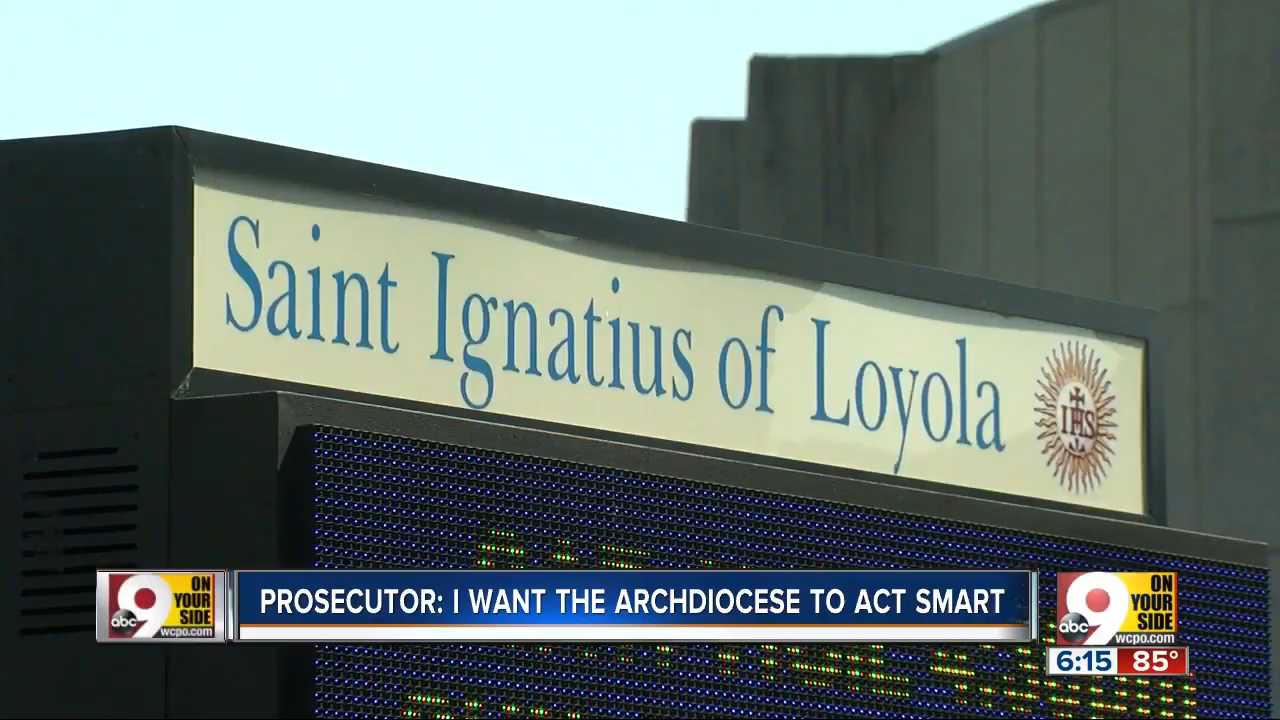 Saint Ignatius of Loyola
IHS
abc 9 ON YOUR SIDE
wcpo.com
PROSECUTOR: I WANT THE ARCHDIOCESE TO ACT SMART
abc 9 ON YOUR SIDE
wcpo.com
6:15 85°